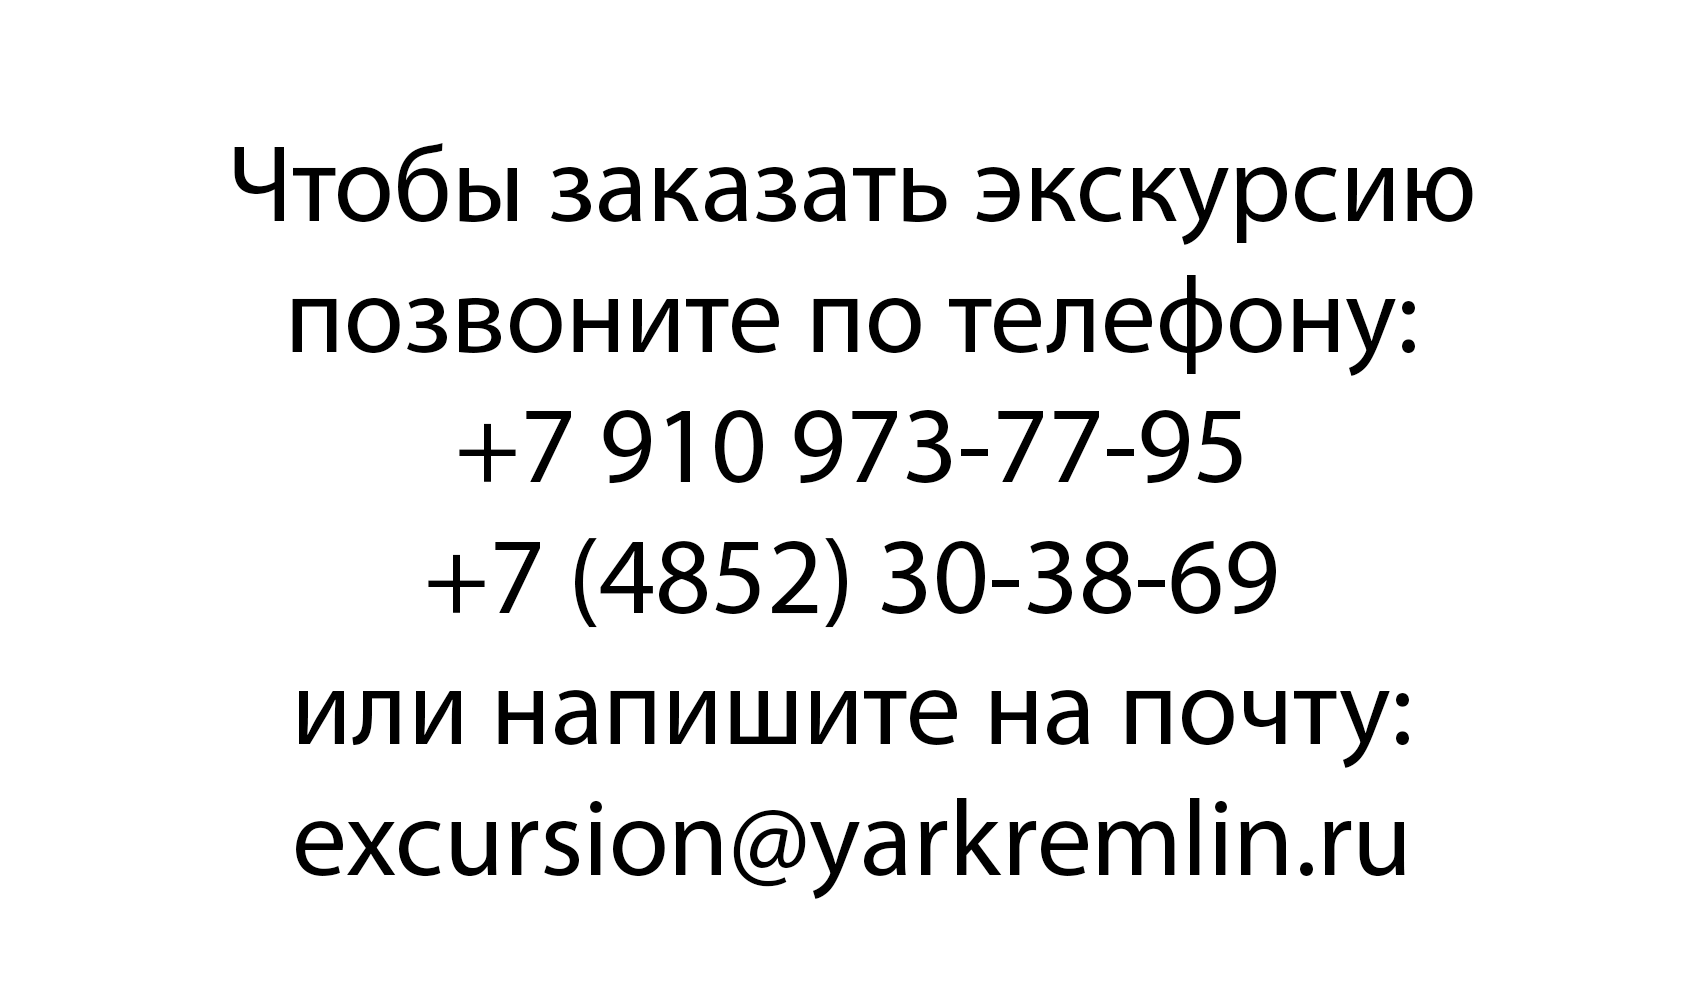 Чтобы заказать экскурсию
позвоните по телефону:
+7 910 973-77-95
+7 (4852) 30-38-69
или напишите на почту:
excursion@yarkremlin.ru